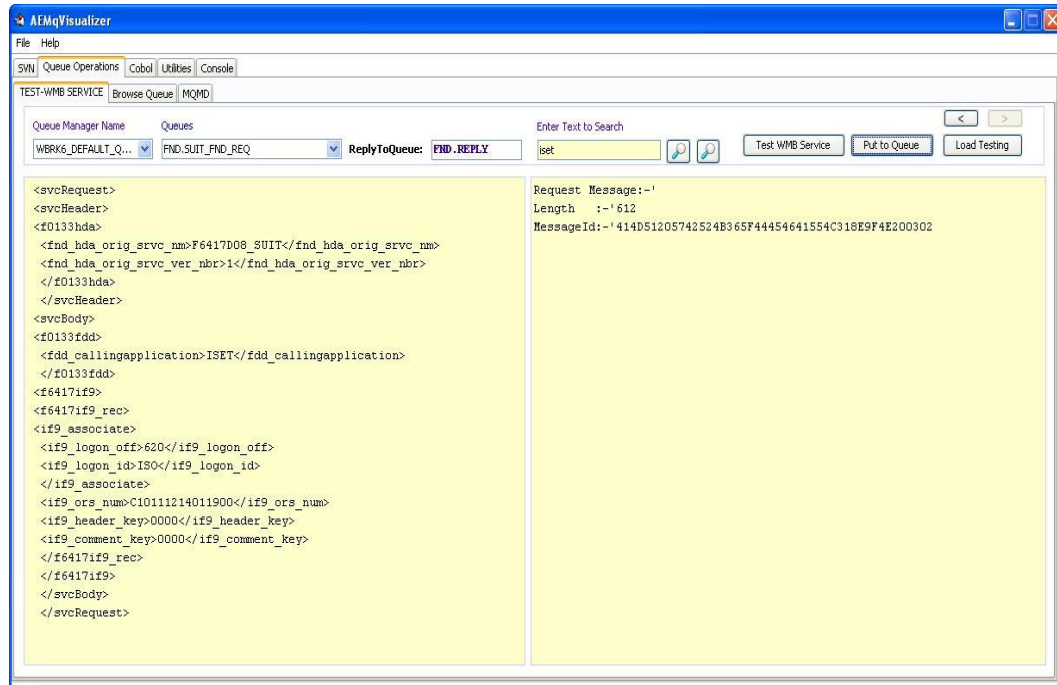 AEMqVisualizer
File Help
SVN Queue Operations Cobol Utilities Console
TEST-WMB SERVICE Browse Queue MQMD
Queue Manager Name Queues Enter Text to Search < >
WBRK6_DEFAULT_Q... FND.SUIT_FND_REQ ReplyToQueue: FND.REPLY iset Test WMB Service Put to Queue Load Testing
<svcRequest>
<svcHeader>
<f0133hda>
<fnd_hda_orig_srvc_nm>F6417D08_SUIT</fnd_hda_orig_srvc_nm>
<fnd_hda_orig_srvc_ver_nbr>1</fnd_hda_orig_srvc_ver_nbr>
</f0133hda>
</svcHeader>
<svcBody>
<f0133fdd>
<fdd_callingapplication>ISET</fdd_callingapplication>
</f0133fdd>
<f6417if9>
<f6417if9_rec>
<if9_associate>
<if9_logon_off>620</if9_logon_off>
<if9_logon_id>ISO</if9_logon_id>
</if9_associate>
<if9_ors_num>C10111214011900</if9_ors_num>
<if9_header_key>0000</if9_header_key>
<if9_comment_key>0000</if9_comment_key>
</f6417if9_rec>
</f6417if9>
</svcBody>
</svcRequest>
Request Message:-'
Length :-'612
MessageId:-'414D51205742524B365F44454641554C318E9F4E200302